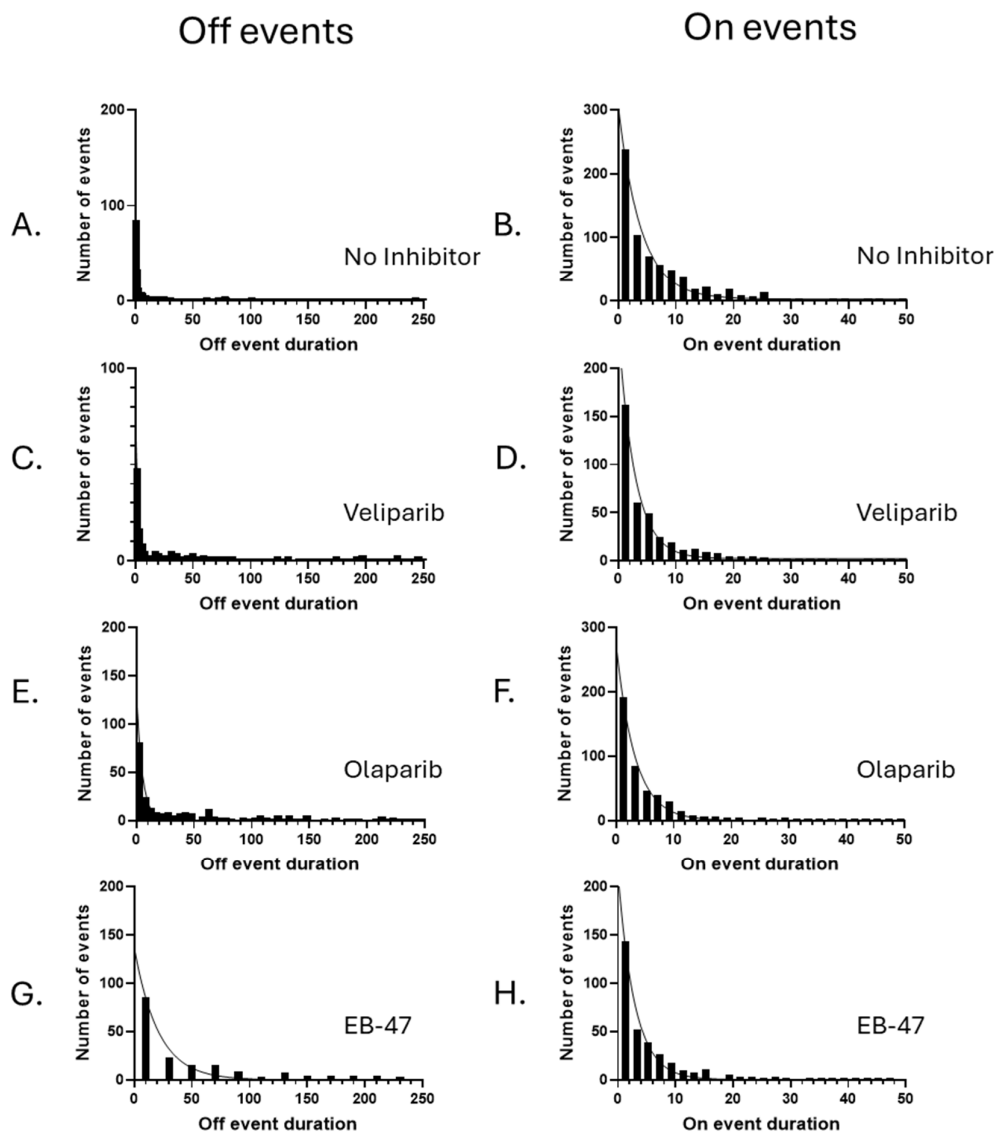 Off events
On events
A.
Number of events
200
100
0
0 50 100 150 200 250
Off event duration
No Inhibitor
B.
Number of events
300
200
100
0
0 10 20 30 40 50
On event duration
No Inhibitor
C.
Number of events
100
0
0 50 100 150 200 250
Off event duration
Veliparib
D.
Number of events
200
150
100
50
0
0 10 20 30 40 50
On event duration
Veliparib
E.
Number of events
200
150
100
50
0
0 50 100 150 200 250
Off event duration
Olaparib
F.
Number of events
300
200
100
0
0 10 20 30 40 50
On event duration
Olaparib
G.
Number of events
200
150
100
50
0
0 50 100 150 200 250
Off event duration
EB-47
H.
Number of events
200
150
100
50
0
0 10 20 30 40 50
On event duration
EB-47